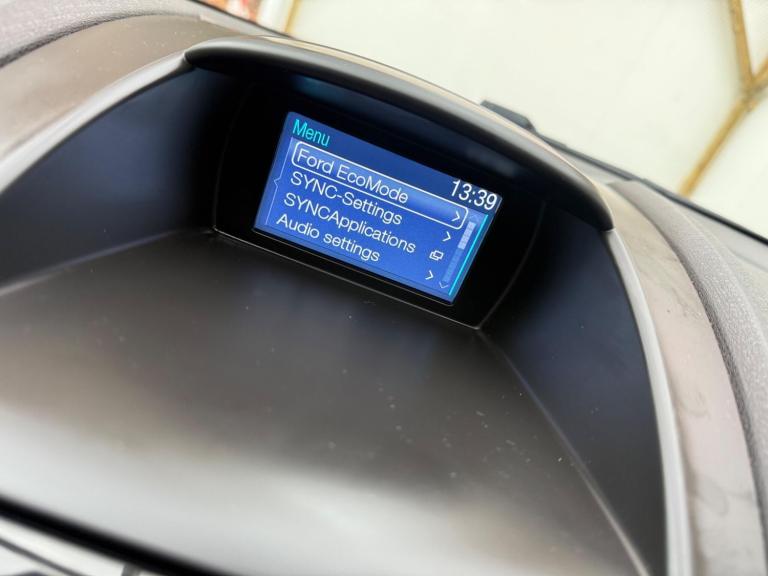 Menu
13:39
Ford EcoMode
SYNC-Settings
SYNCApplications
Audio settings